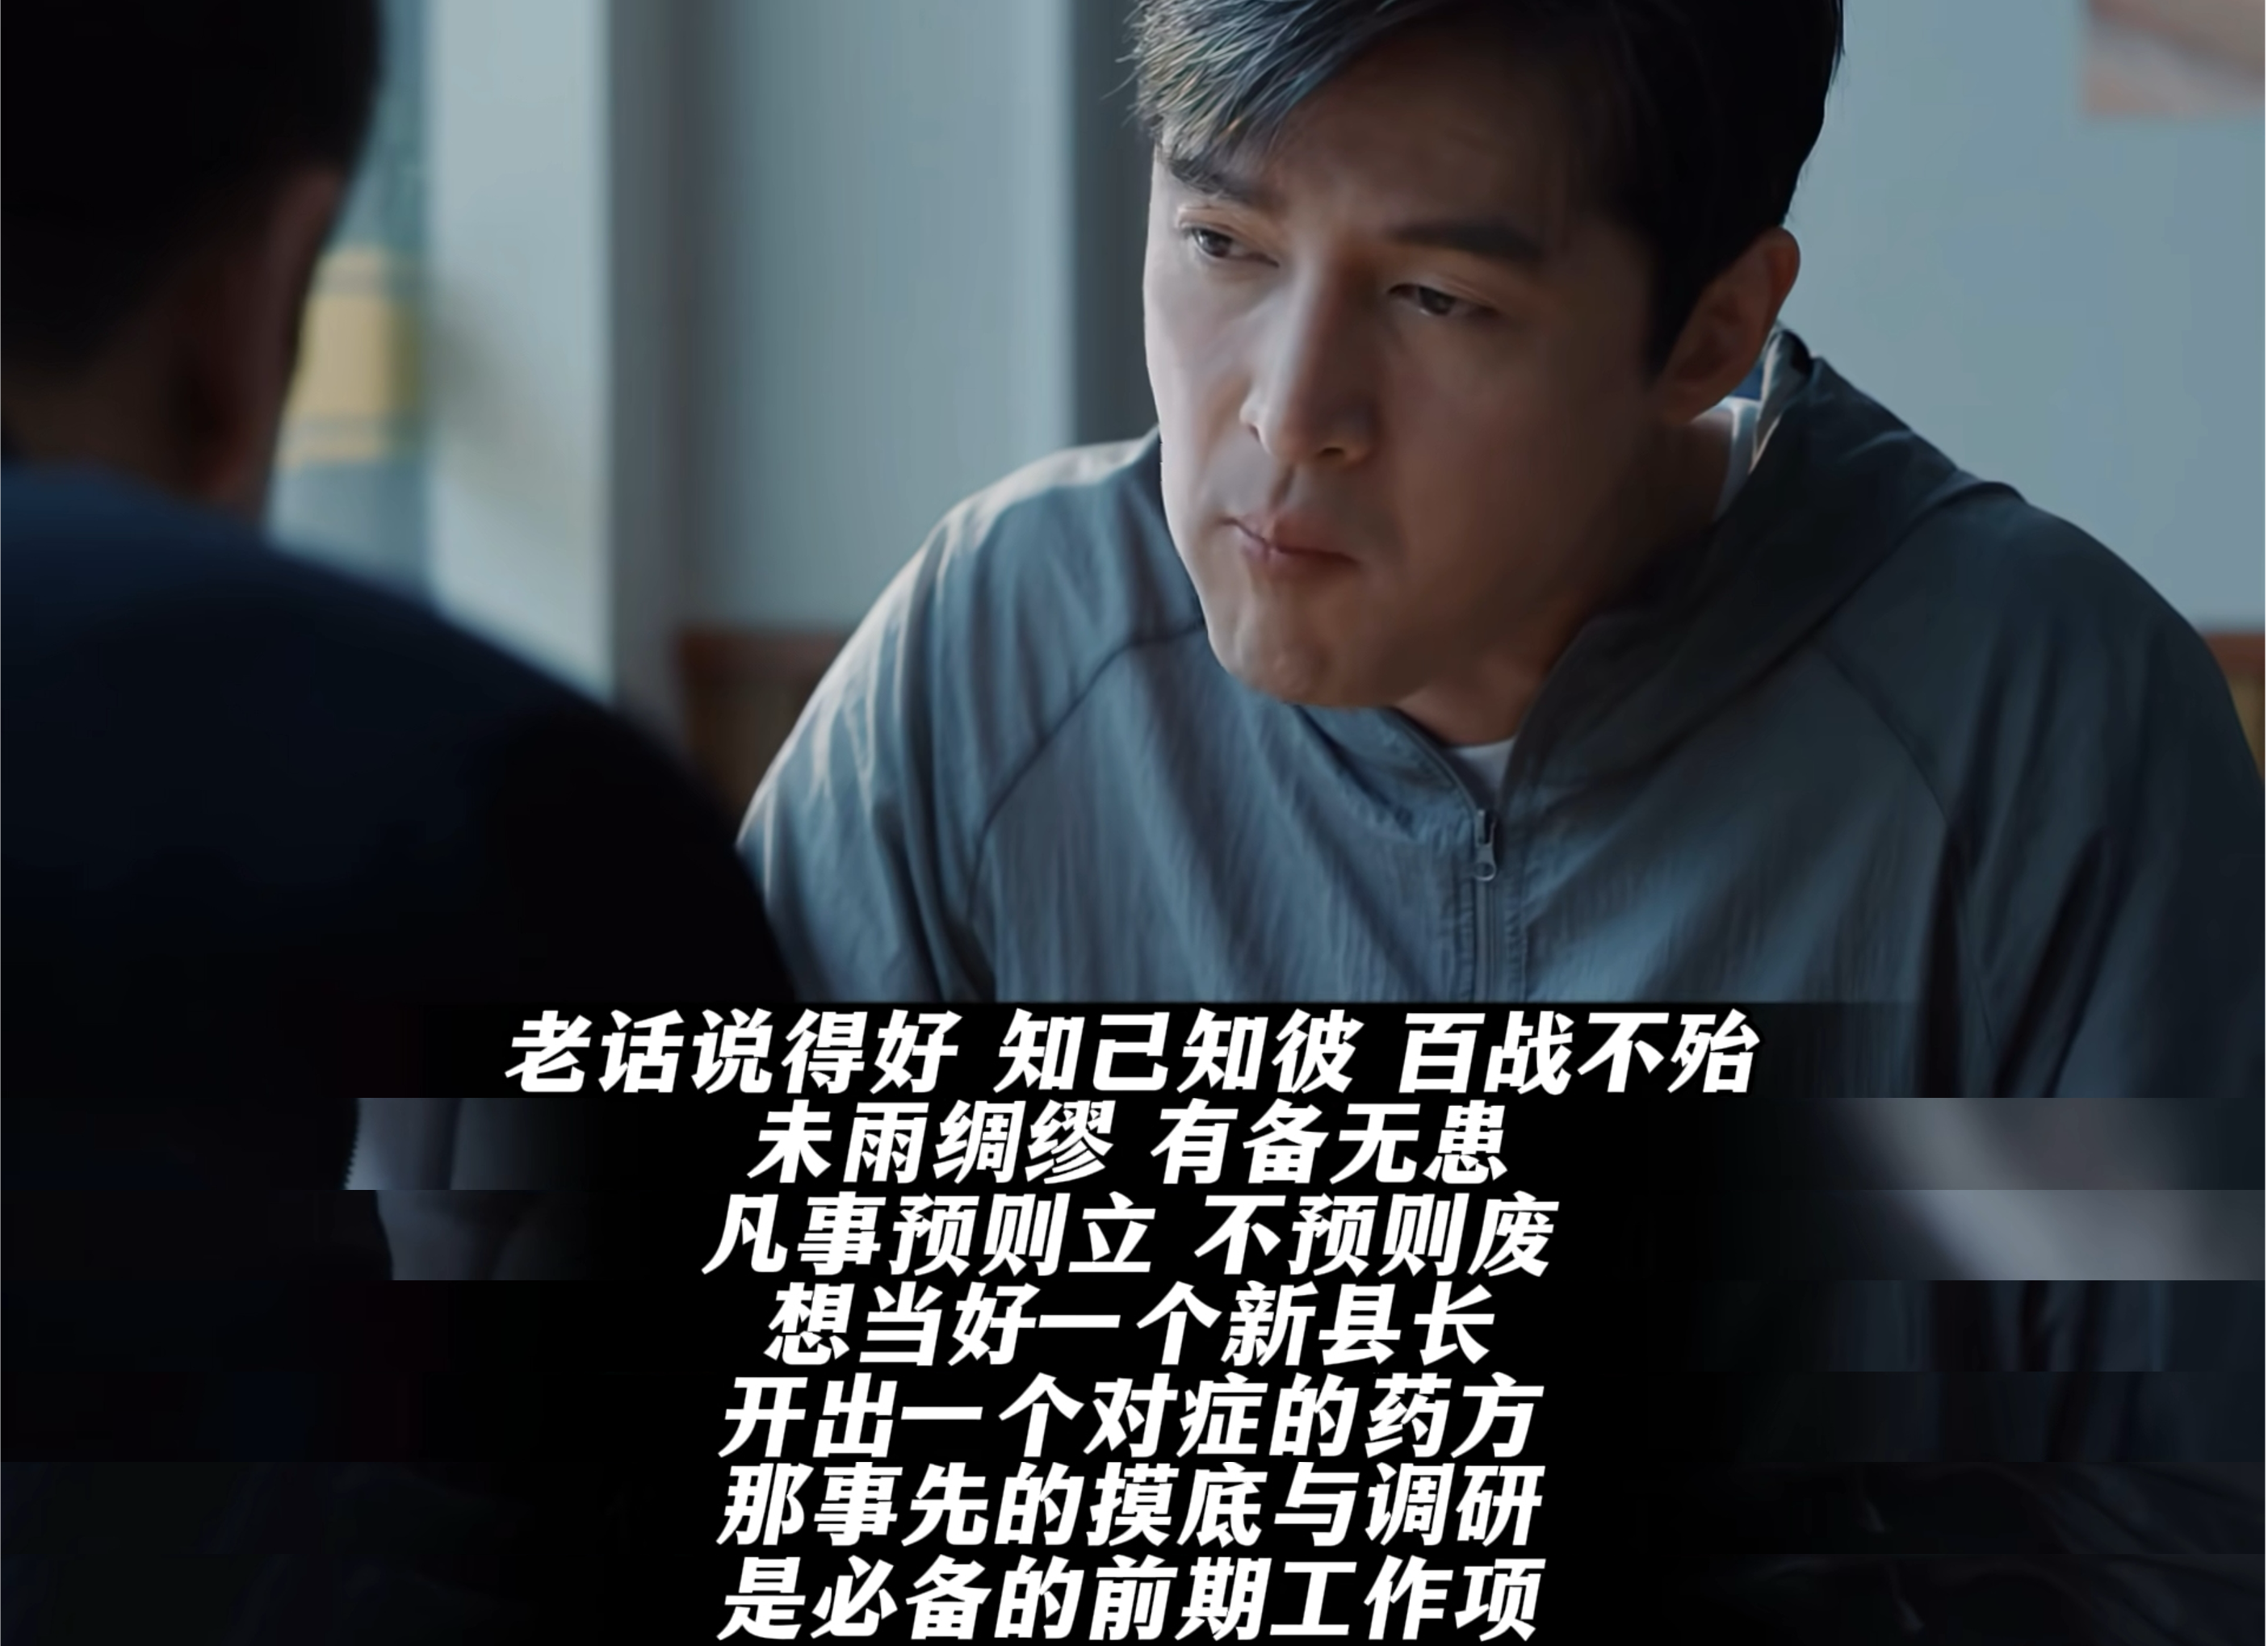 老话说得好 知己知彼 百战不殆
未雨绸缪 有备无患
凡事预则立 不预则废
想当好一个新县长
开出一个对症的药方
那事先的摸底与调研
是必备的前期工作项